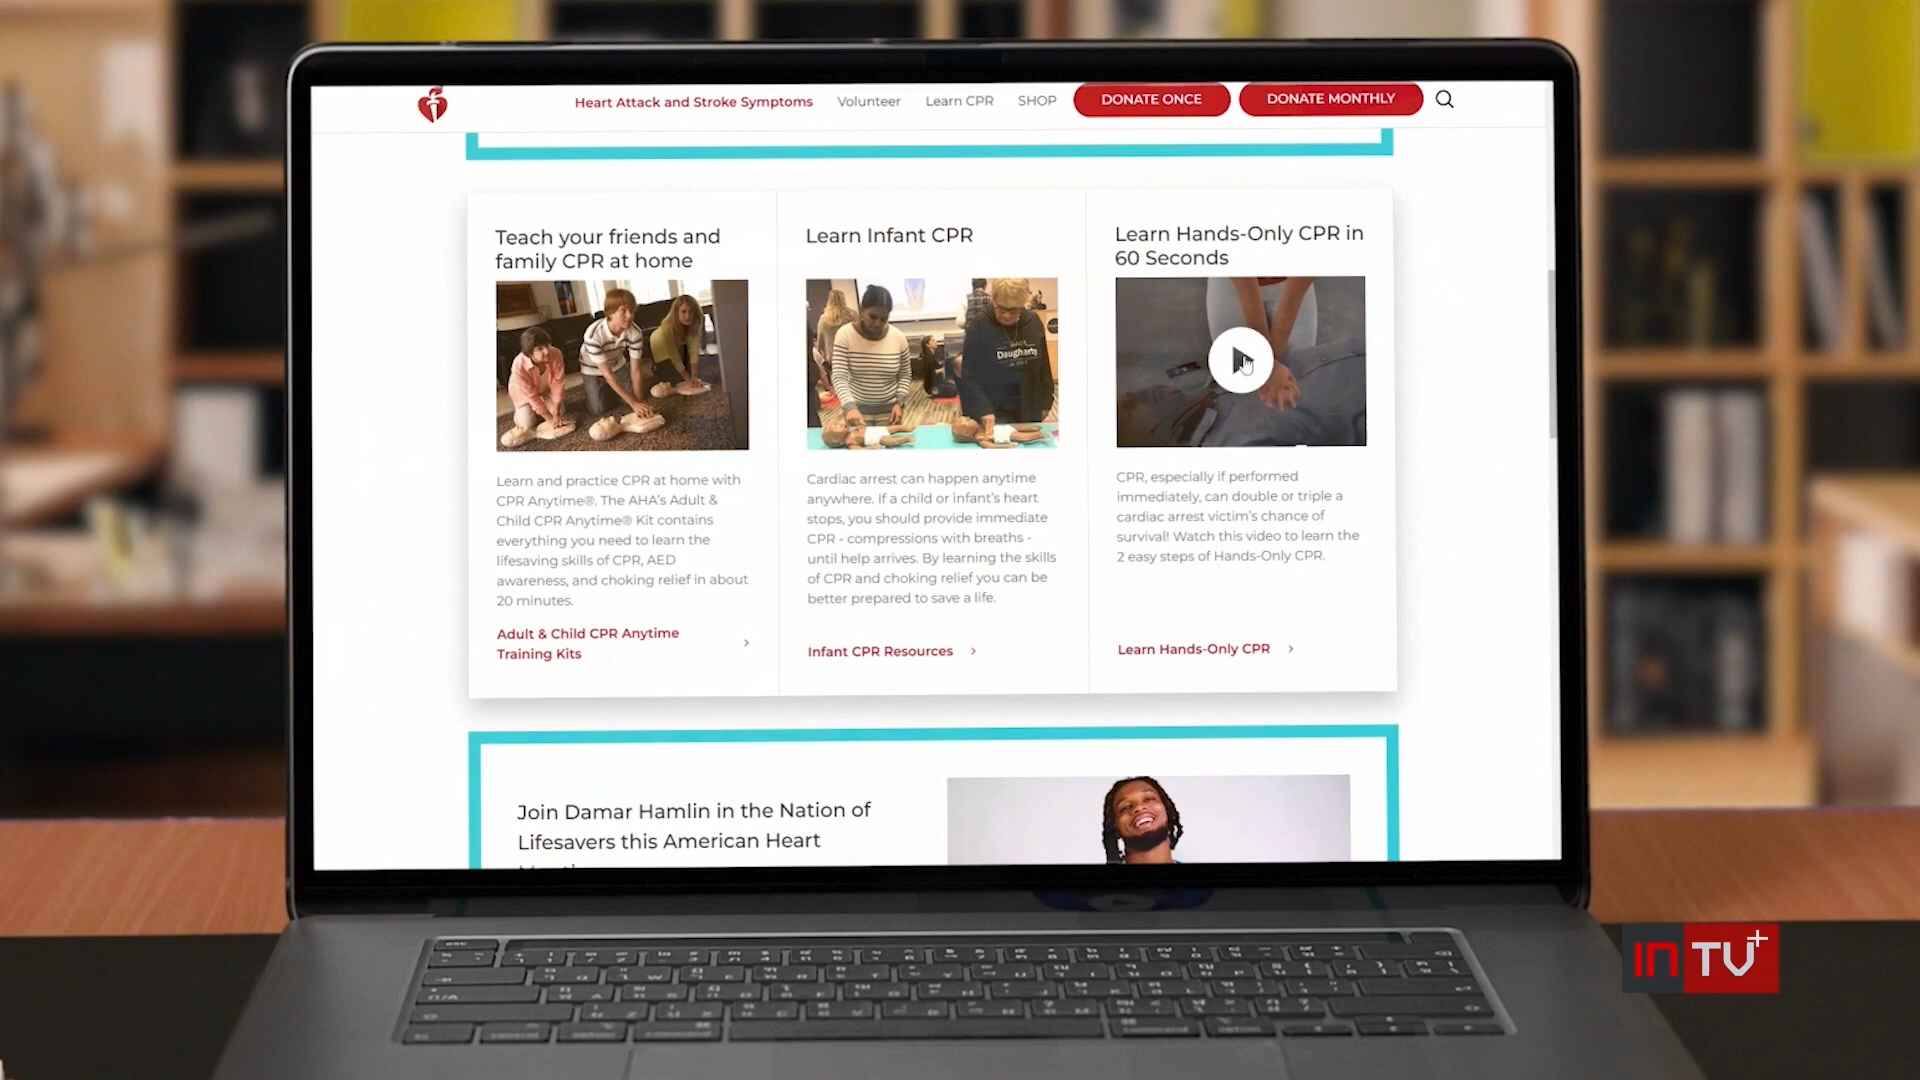 Heart Attack and Stroke Symptoms Volunteer Learn CPR SHOP DONATE ONCE DONATE MONTHLY
Teach your friends and
family CPR at home
Learn and practice CPR at home with
CPR Anytime®. The AHA's Adult &
Child CPR Anytime® Kit contains
everything you need to learn the
lifesaving skills of CPR, AED
awareness, and choking relief in about
20 minutes.
Adult & Child CPR Anytime
Training Kits
Learn Infant CPR
Daugherty
Cardiac arrest can happen anytime
anywhere. If a child or infant's heart
stops, you should provide immediate
CPR - compressions with breaths -
until help arrives. By learning the skills
of CPR and choking relief you can be
better prepared to save a life.
Infant CPR Resources
Learn Hands-Only CPR in
60 Seconds
CPR, especially if performed
immediately, can double or triple a
cardiac arrest victim's chance of
survival! Watch this video to learn the
2 easy steps of Hands-Only CPR.
Learn Hands-Only CPR
Join Damar Hamlin in the Nation of
Lifesavers this American Heart
inTV+